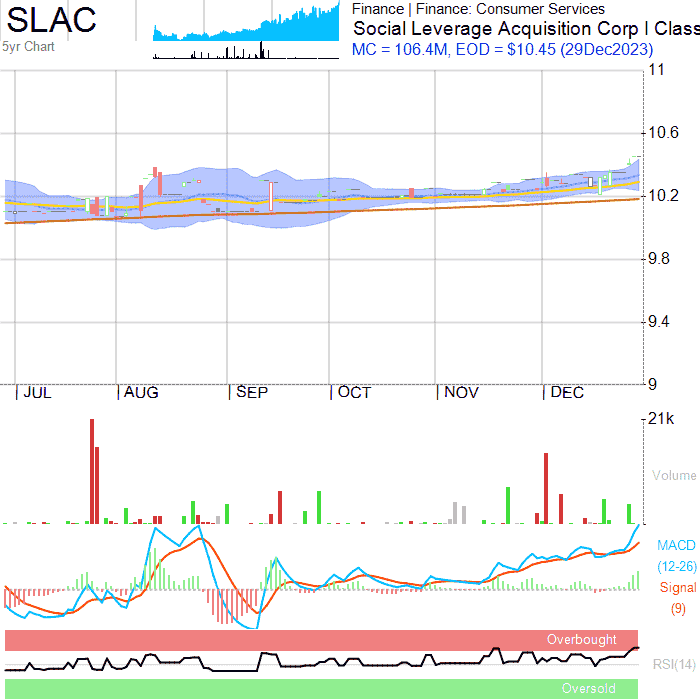 SLAC
5yr Chart
Finance | Finance: Consumer Services
Social Leverage Acquisition Corp I Class
MC = 106.4M, EOD = $10.45 (29Dec2023)
11
10.6
10.2
9.8
9.4
9
JUL AUG SEP OCT NOV DEC
21k
Volume
MACD
(12-26)
Signal
(9)
Overbought
RSI(14)
Oversold